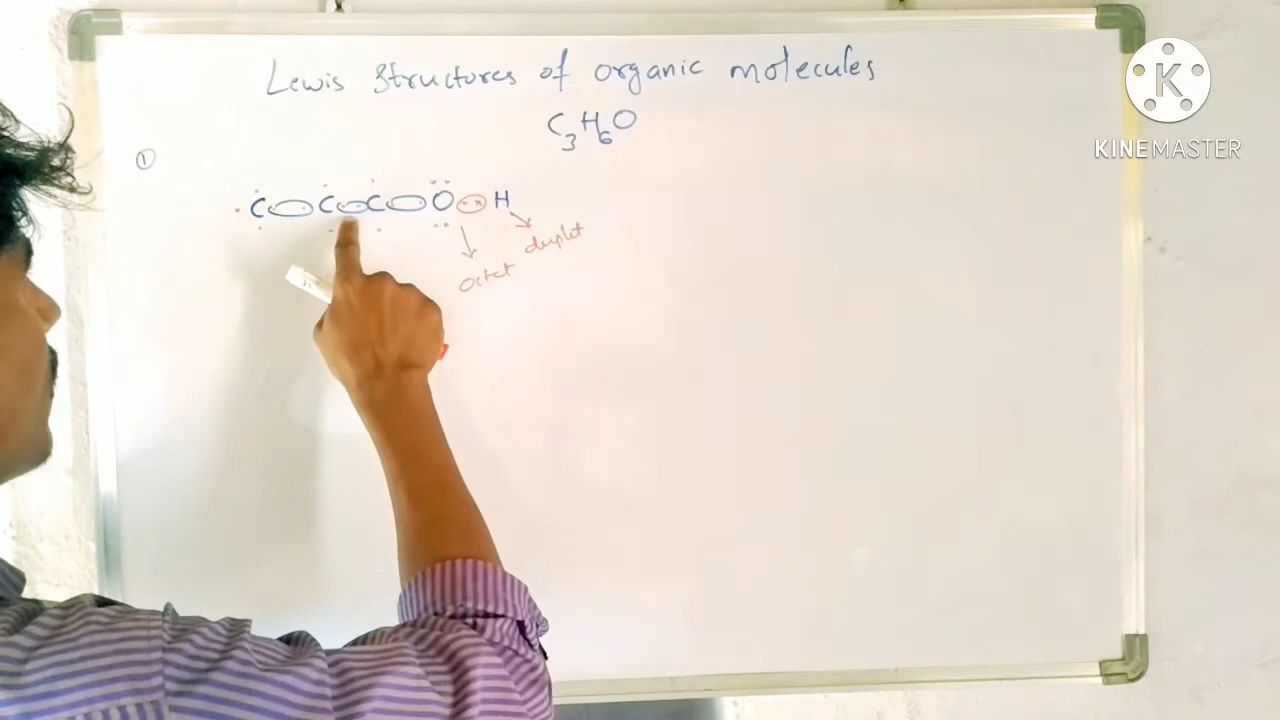 Lewis Structures of organic molecules
C3H6O
①
C C C O H
duplet
octet
K
KINEMASTER